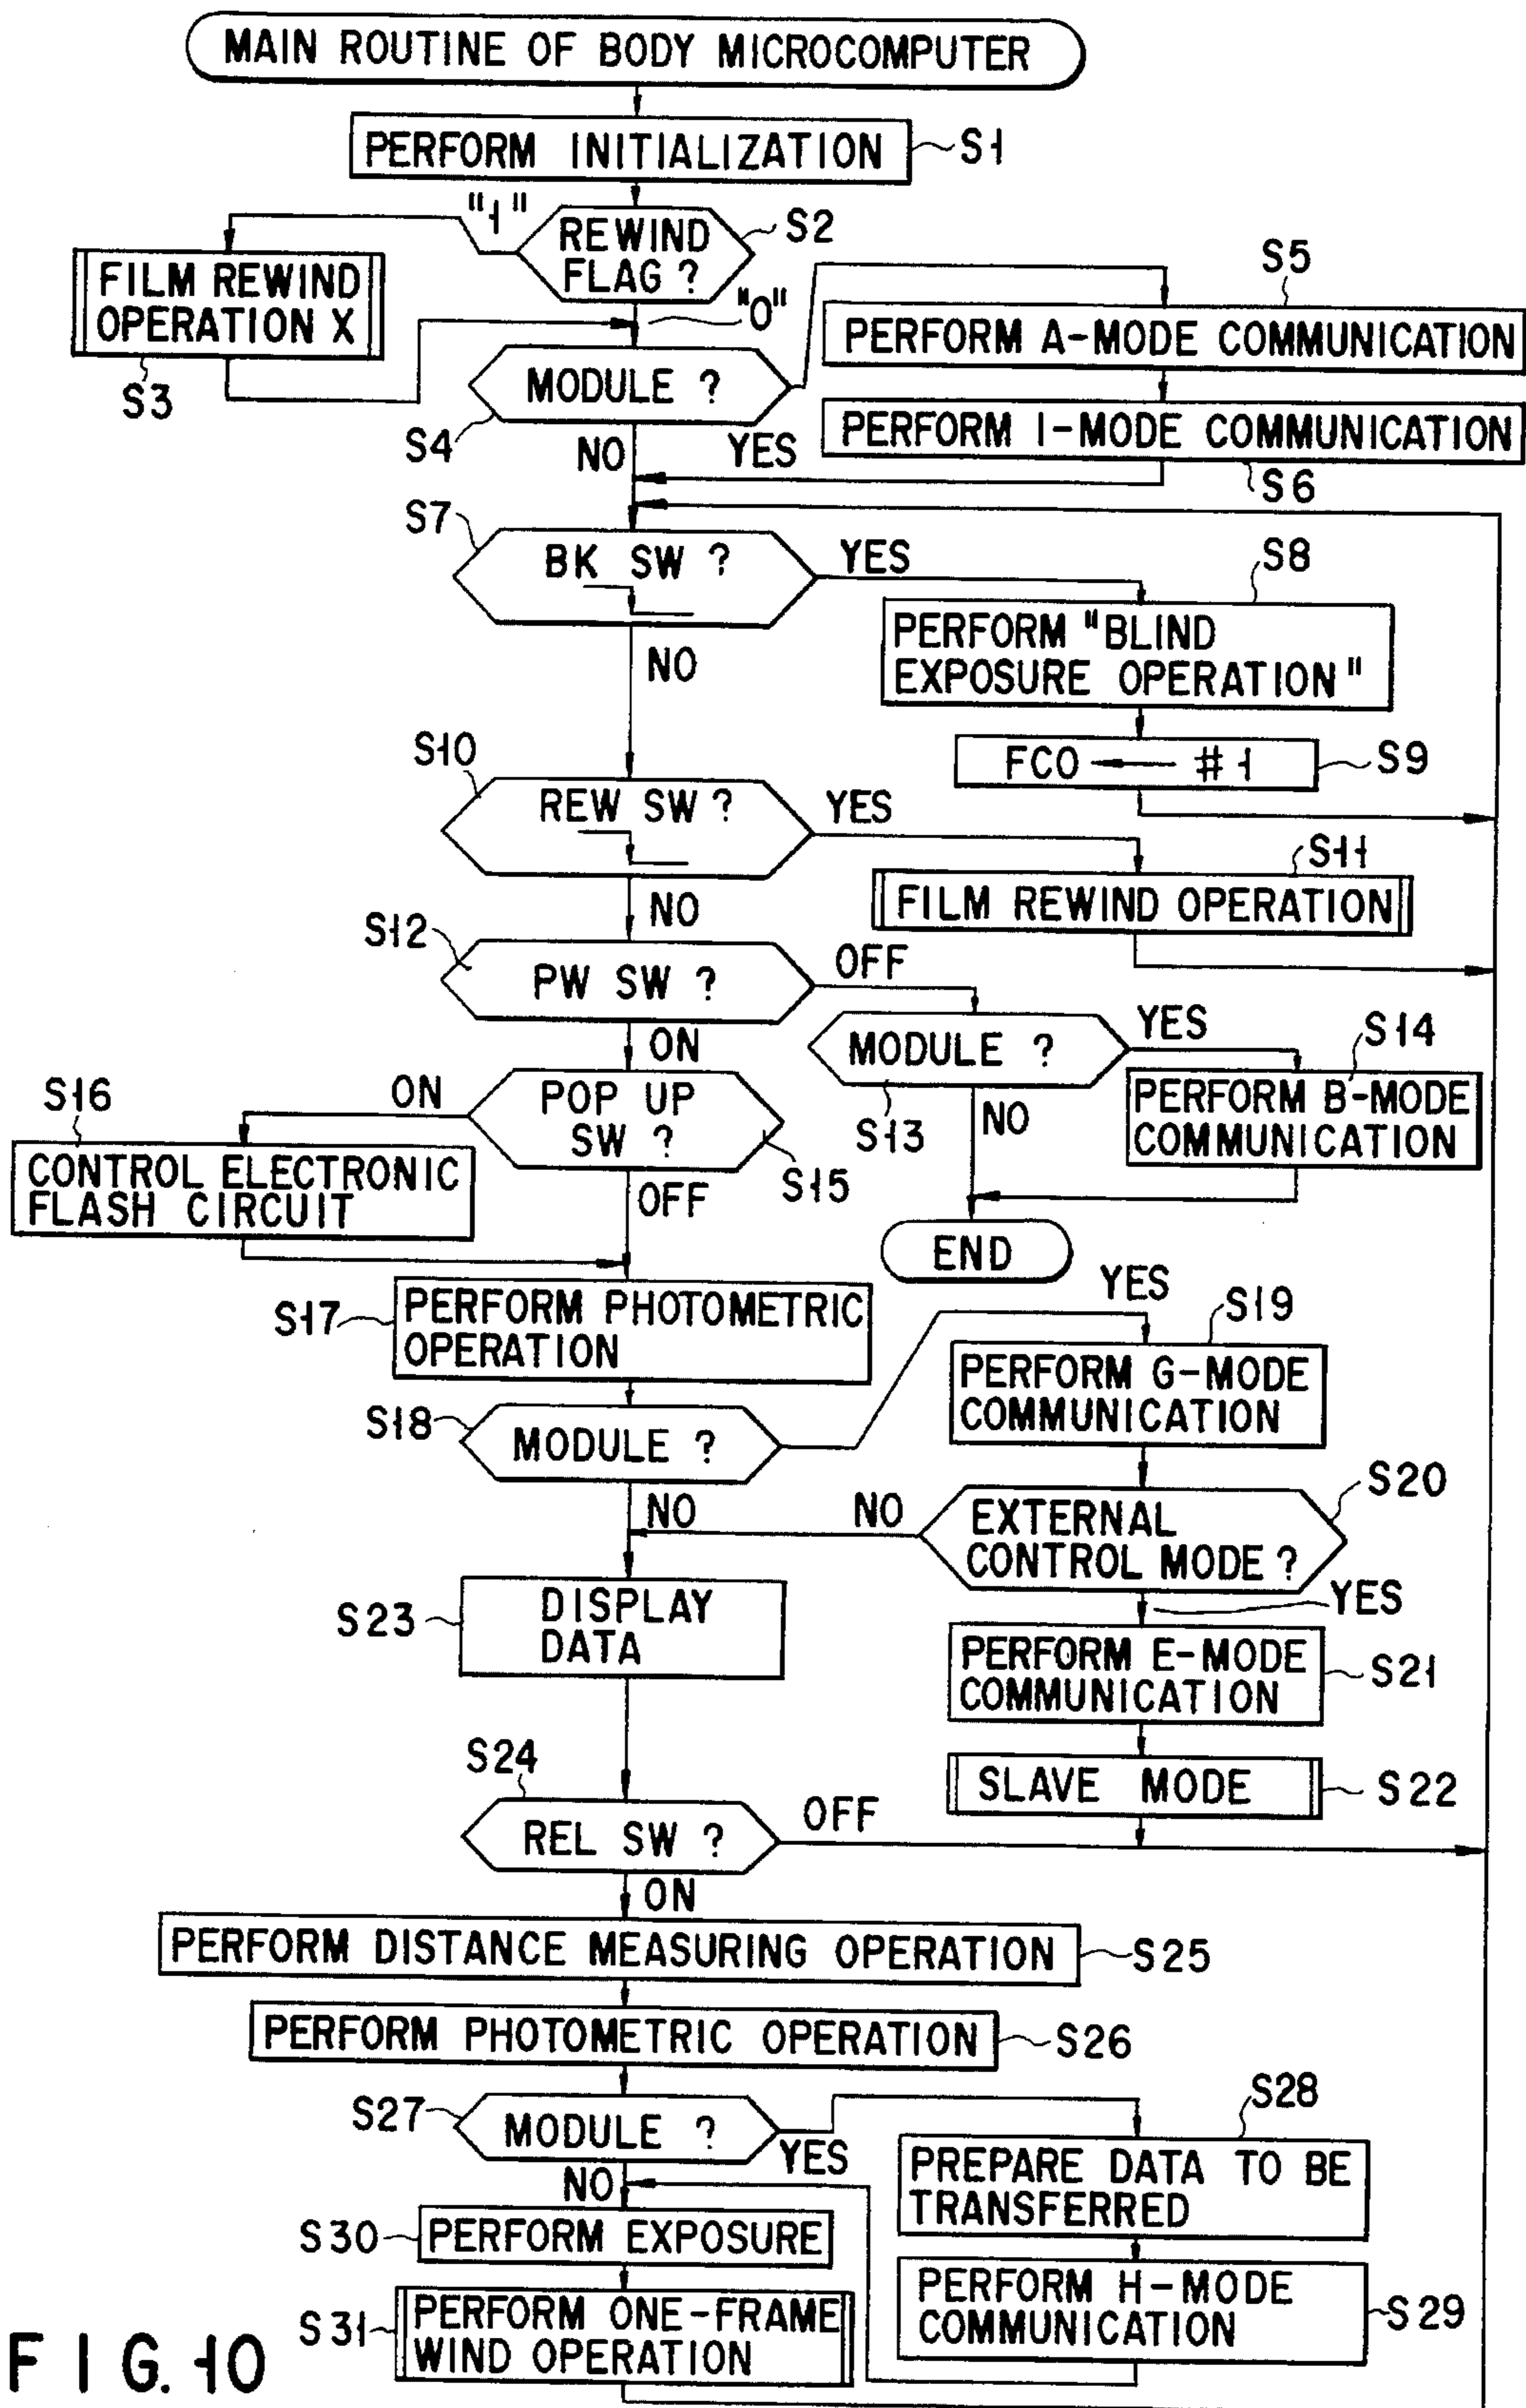 MAIN ROUTINE OF BODY MICROCOMPUTER
PERFORM INITIALIZATION
S1
"1"
REWIND
FLAG ?
S2
FILM REWIND
OPERATION X
S3
"0"
S5
PERFORM A-MODE COMMUNICATION
MODULE ?
S4
NO
YES
PERFORM I-MODE COMMUNICATION
S6
S7
BK SW ?
YES
NO
S8
PERFORM "BLIND
EXPOSURE OPERATION"
FCO ← #1
S9
S10
REW SW ?
YES
NO
S11
FILM REWIND OPERATION
S12
PW SW ?
OFF
ON
MODULE ?
S13
YES
NO
S14
PERFORM B-MODE
COMMUNICATION
END
POP UP
SW ?
S15
ON
OFF
S16
CONTROL ELECTRONIC
FLASH CIRCUIT
S17
PERFORM PHOTOMETRIC
OPERATION
S18
MODULE ?
YES
NO
S19
PERFORM G-MODE
COMMUNICATION
S20
EXTERNAL
CONTROL MODE ?
NO
YES
PERFORM E-MODE
COMMUNICATION
S21
SLAVE MODE
S22
S23
DISPLAY
DATA
S24
REL SW ?
OFF
ON
PERFORM DISTANCE MEASURING OPERATION
S25
PERFORM PHOTOMETRIC OPERATION
S26
S27
MODULE ?
YES
NO
S28
PREPARE DATA TO BE
TRANSFERRED
PERFORM H-MODE
COMMUNICATION
S29
S30
PERFORM EXPOSURE
S31
PERFORM ONE-FRAME
WIND OPERATION
FIG. 10